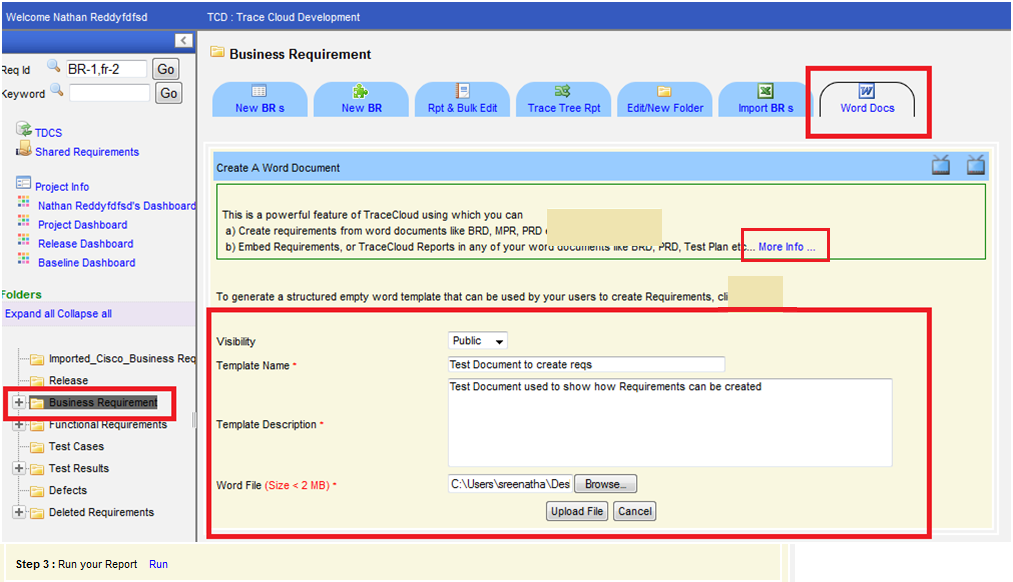 Welcome Nathan Reddyfdfsd
TCD : Trace Cloud Development
<
Req Id BR-1,fr-2 Go
Keyword Go
TDCS
Shared Requirements
Project Info
Nathan Reddyfdfsd's Dashboard
Project Dashboard
Release Dashboard
Baseline Dashboard
Folders
Expand all Collapse all
Imported_Cisco_Business Req
Release
Business Requirement
Functional Requirements
Test Cases
Test Results
Defects
Deleted Requirements
Business Requirement
New BR s
New BR
Rpt & Bulk Edit
Trace Tree Rpt
Edit/New Folder
Import BR s
Word Docs
Create A Word Document
This is a powerful feature of TraceCloud using which you can
a) Create requirements from word documents like BRD, MPR, PRD
b) Embed Requirements, or TraceCloud Reports in any of your word documents like BRD, PRD, Test Plan etc... More Info ...
To generate a structured empty word template that can be used by your users to create Requirements,
Visibility Public
Template Name * Test Document to create reqs
Template Description * Test Document used to show how Requirements can be created
Word File (Size < 2 MB) * C:\Users\sreenatha\Des Browse...
Upload File Cancel
Step 3 : Run your Report Run